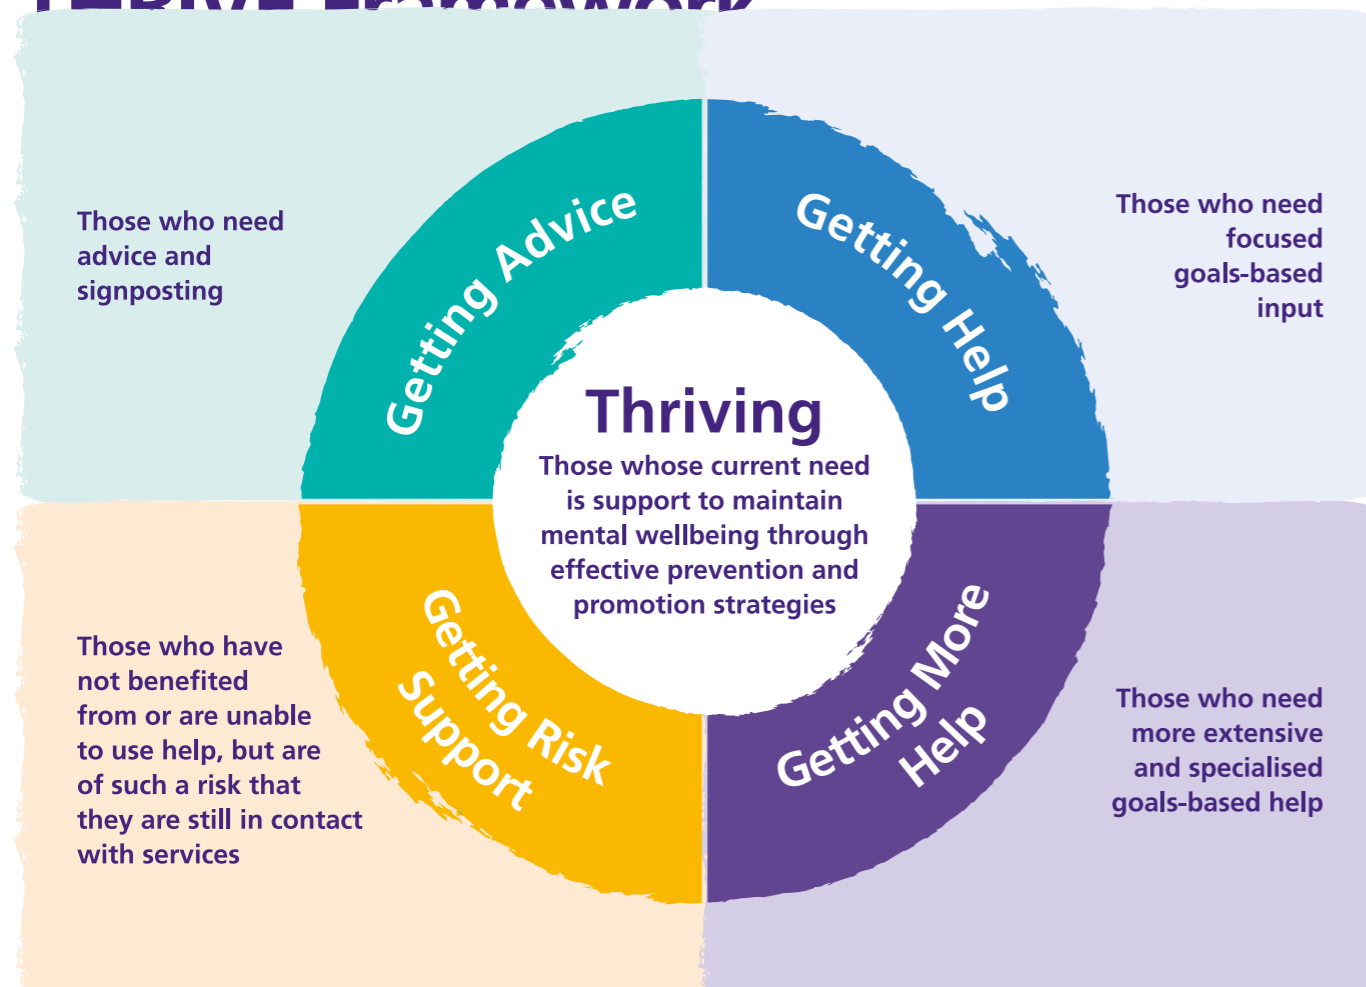 THRIVE Framework
Those who need
advice and
signposting
Getting Advice
Getting Help
Those who need
focused
goals-based
input
Thriving
Those whose current need
is support to maintain
mental wellbeing through
effective prevention and
promotion strategies
Those who have
not benefited
from or are unable
to use help, but are
of such a risk that
they are still in contact
with services
Getting Risk
Support
Getting More
Help
Those who need
more extensive
and specialised
goals-based help